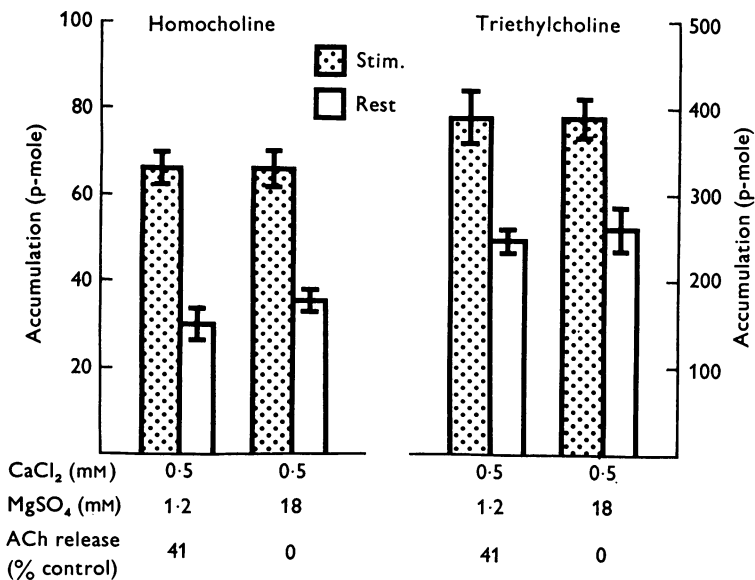 Homocholine
Triethylcholine
Stim.
Rest
Accumulation (p-mole)
100
80
60
40
20
500
400
300
200
100
Accumulation (p-mole)
CaCl₂ (mM) 0·5 0·5 0·5 0·5.
MgSO₄ (mM) 1·2 18 1·2 18
ACh release
(% control) 41 0 41 0